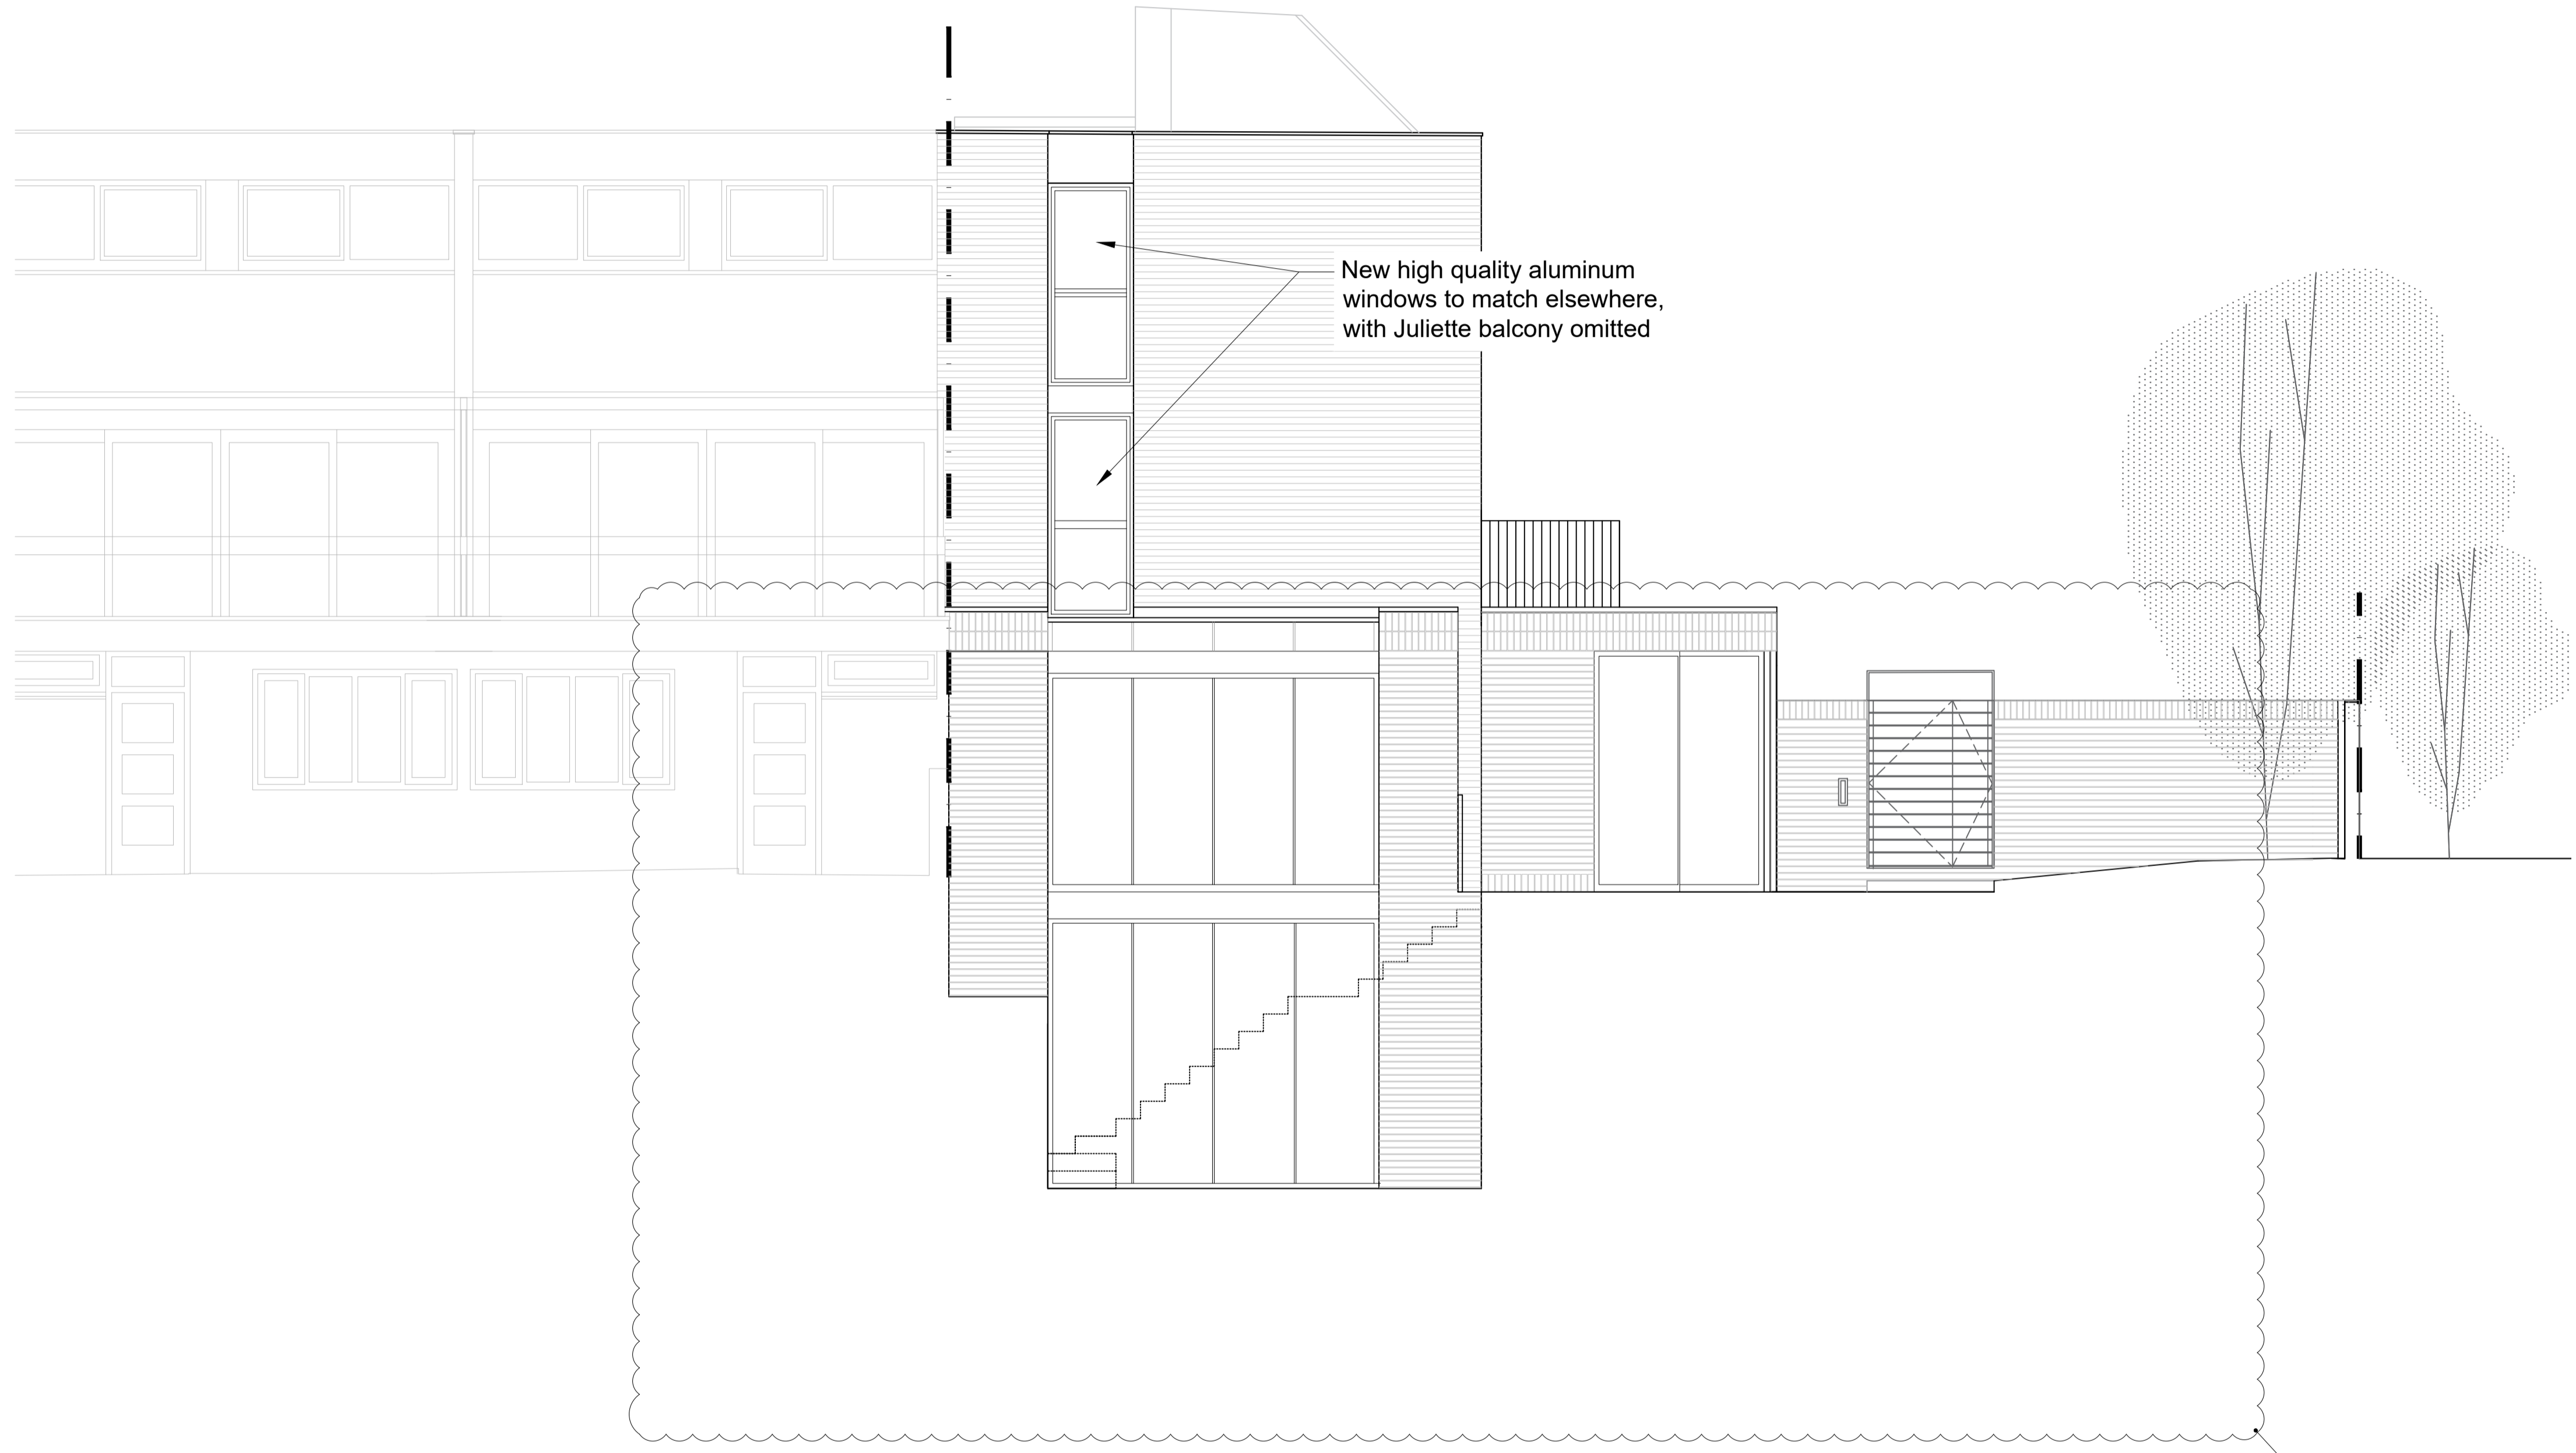 New high quality aluminum
windows to match elsewhere,
with Juliette balcony omitted